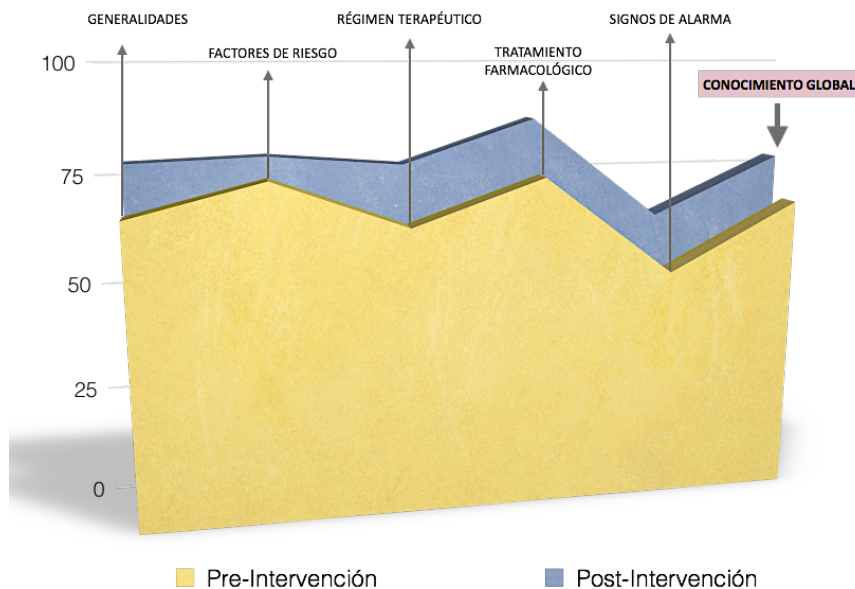 GENERALIDADES
RÉGIMEN TERAPÉUTICO
SIGNOS DE ALARMA
FACTORES DE RIESGO
TRATAMIENTO
FARMACOLÓGICO
CONOCIMIENTO GLOBAL
100
75
50
25
0
Pre-Intervención
Post-Intervención